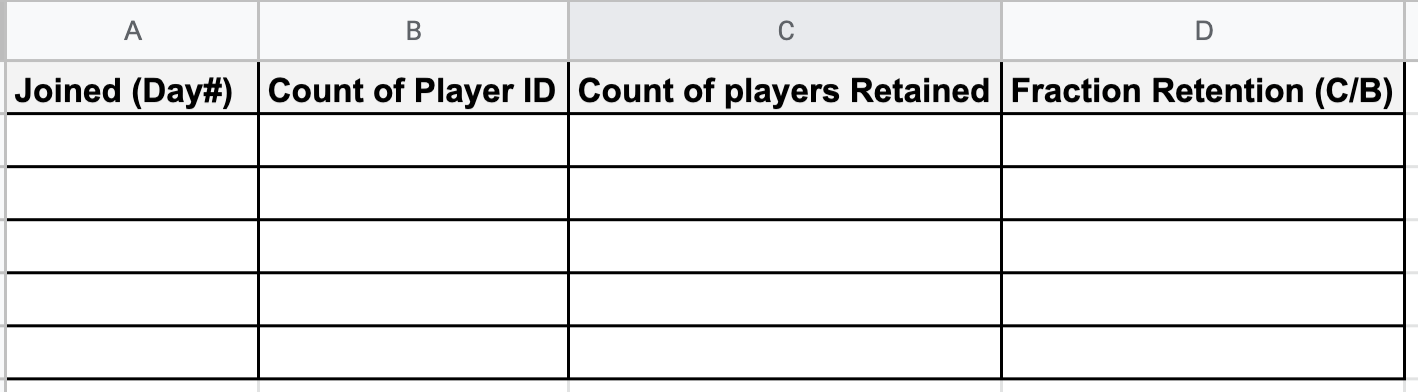 A B C D
Joined (Day#) Count of Player ID Count of players Retained Fraction Retention (C/B)